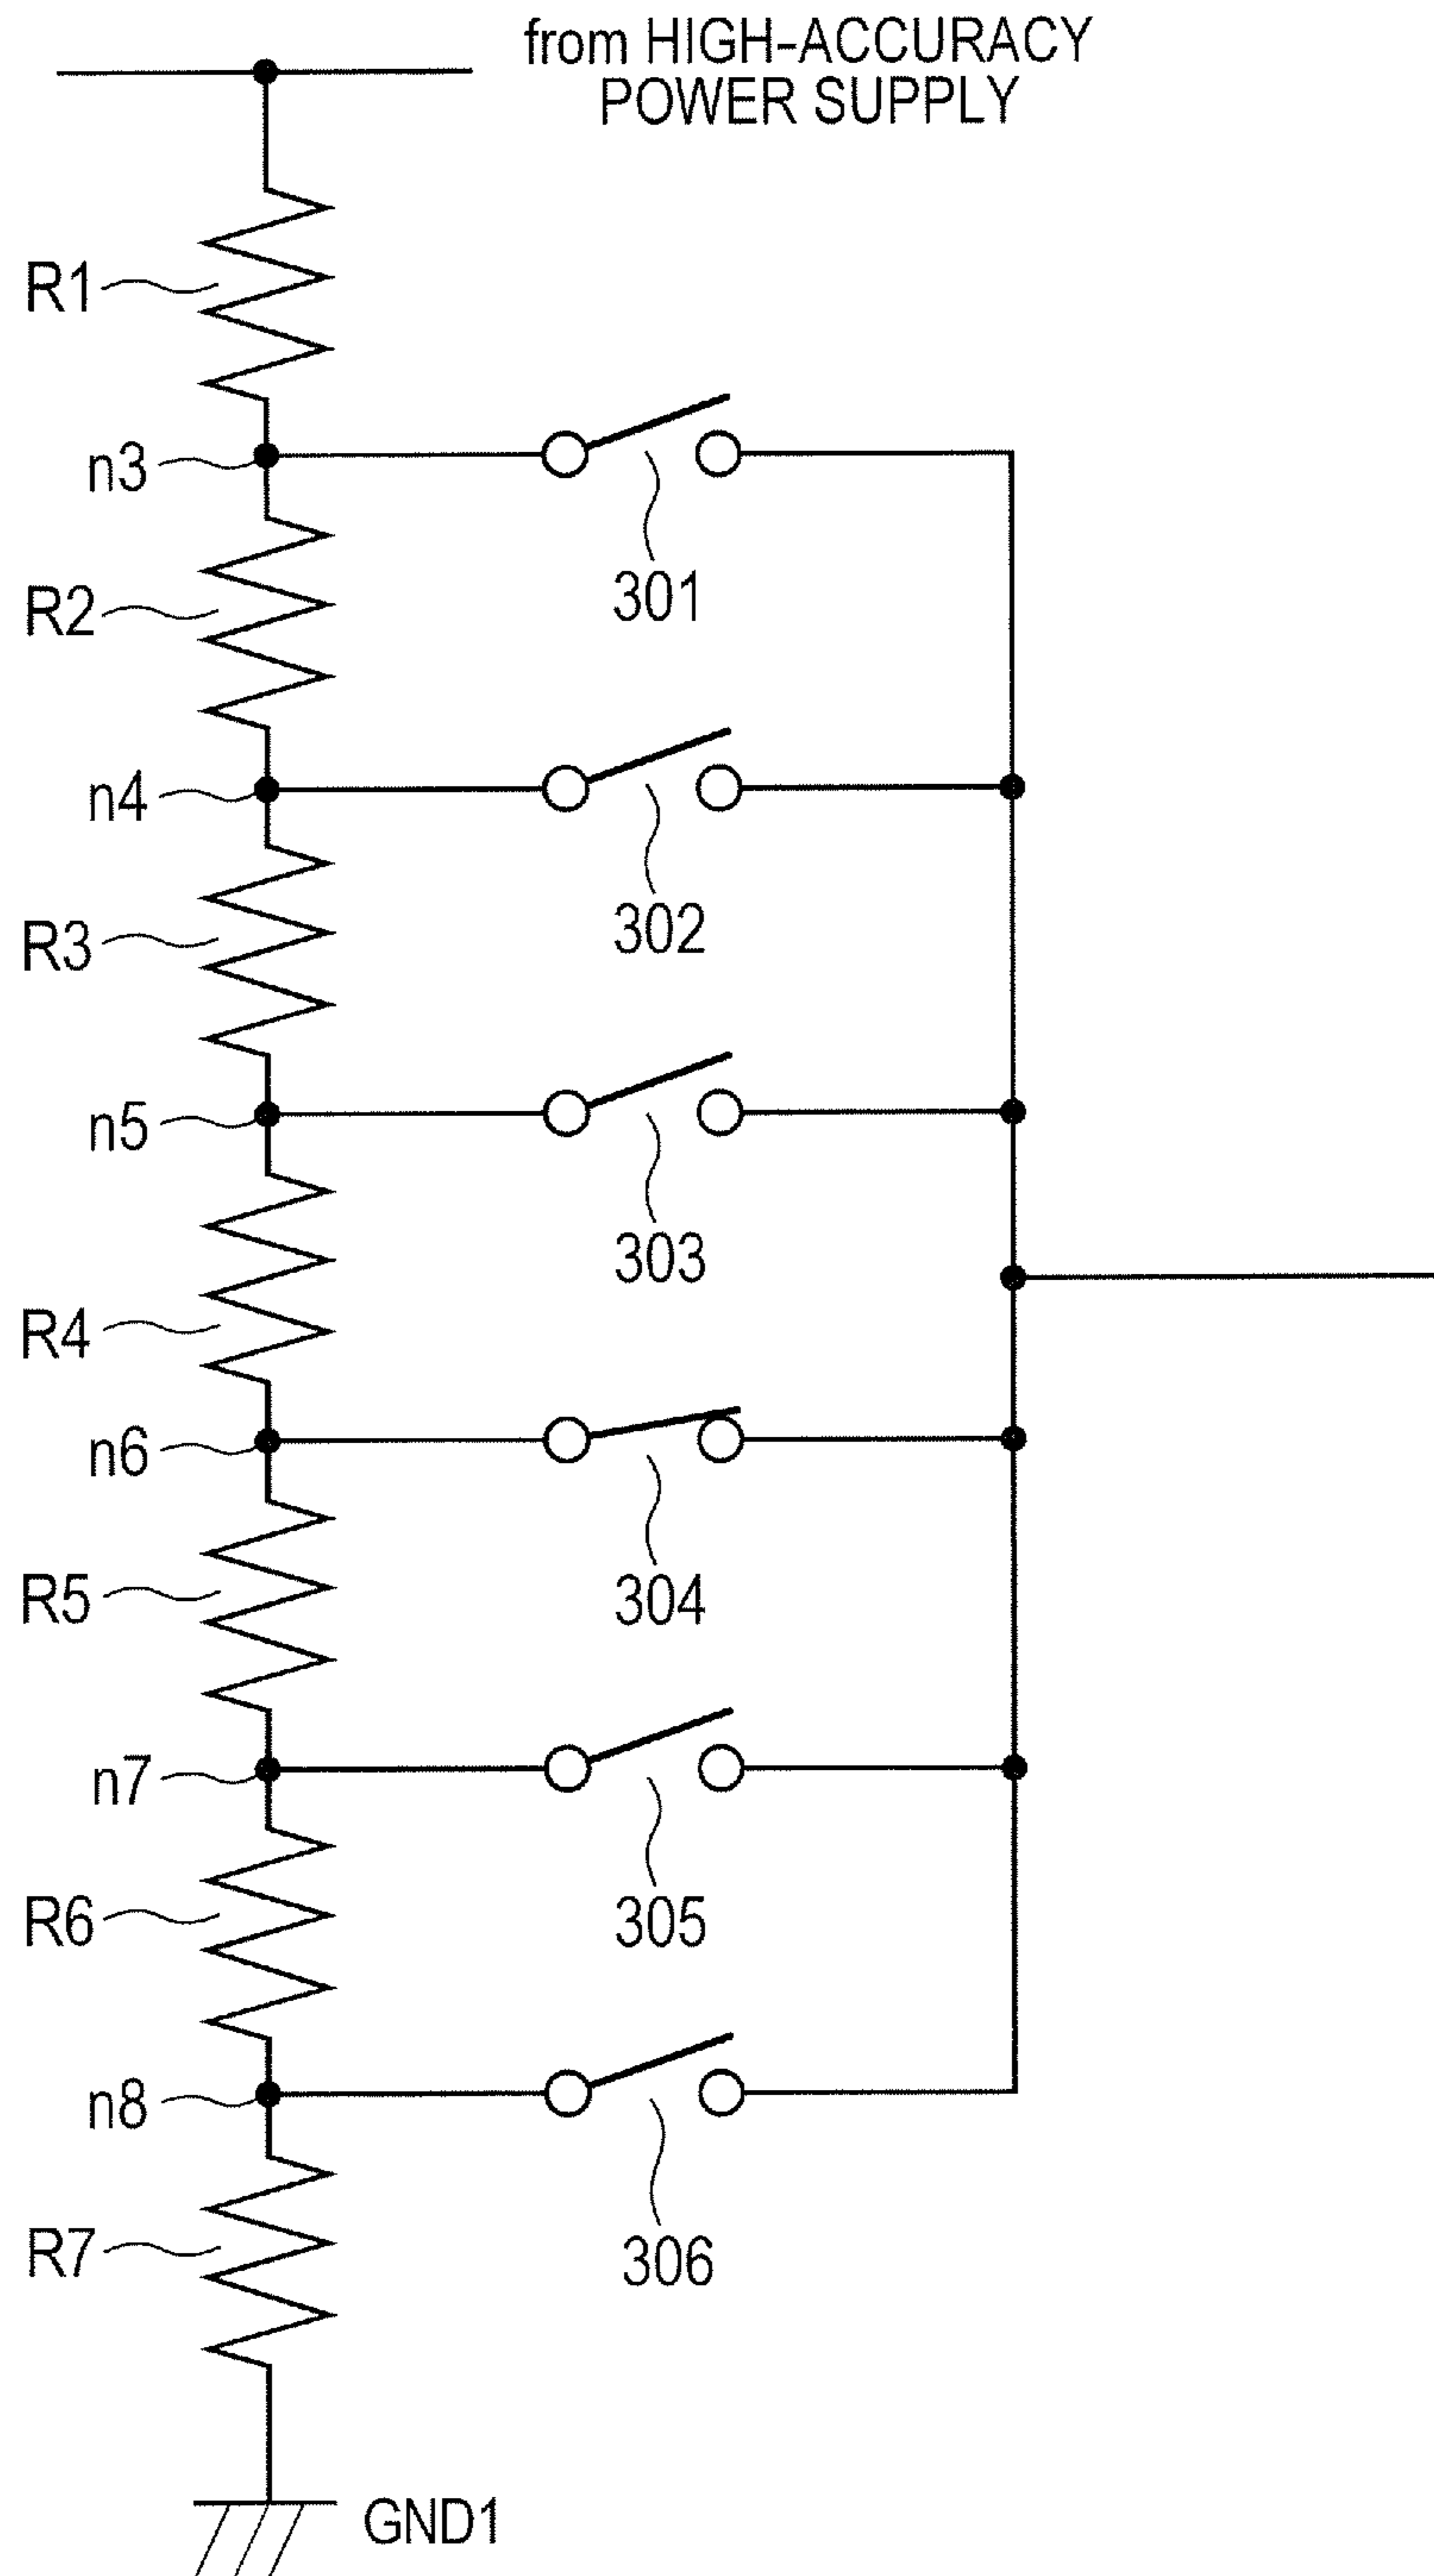 from HIGH-ACCURACY
POWER SUPPLY
R1
n3
301
R2
n4
302
R3
n5
303
R4
n6
304
R5
n7
305
R6
n8
306
R7
GND1